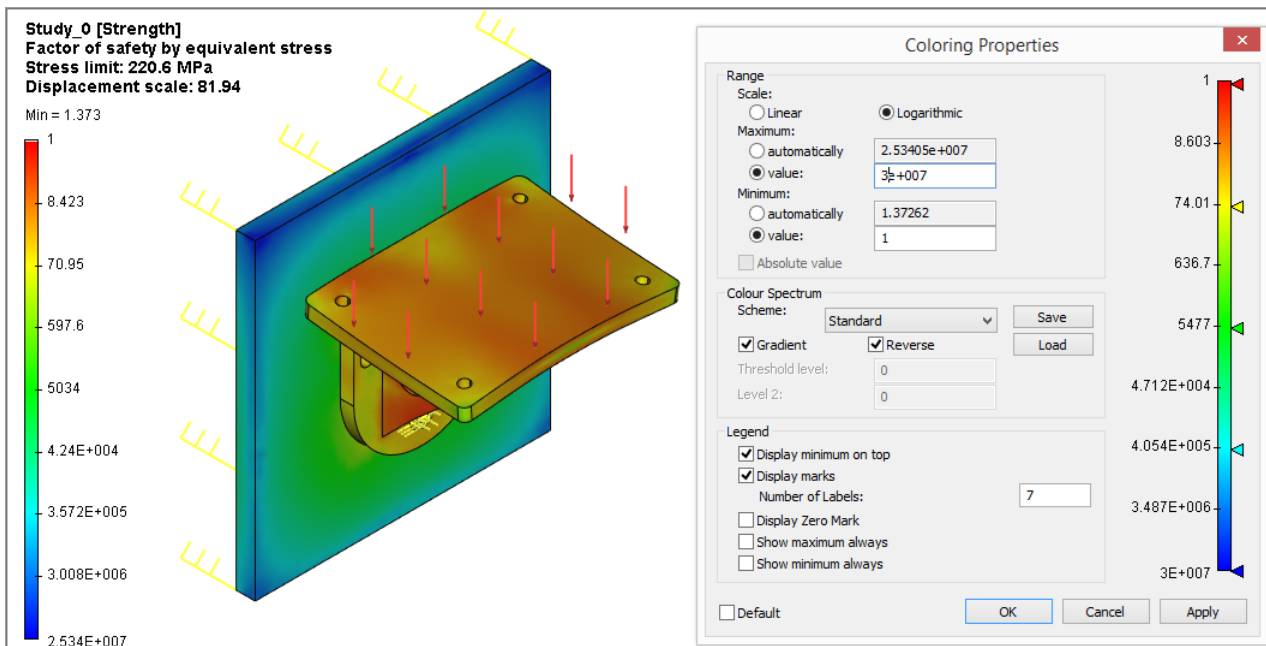 Study_0 [Strength]
Factor of safety by equivalent stress
Stress limit: 220.6 MPa
Displacement scale: 81.94
Min = 1.373
1
8.423
70.95
597.6
5034
4.24E+004
3.572E+005
3.008E+006
2.534E+007
Coloring Properties
Range
Scale:
Linear
Logarithmic
Maximum:
automatically
2.53405e+007
value:
3e+007
Minimum:
automatically
1.37262
value:
1
Absolute value
Colour Spectrum
Scheme:
Standard
Save
Gradient
Reverse
Load
Threshold level:
0
Level 2:
0
Legend
Display minimum on top
Display marks
Number of Labels:
7
Display Zero Mark
Show maximum always
Show minimum always
Default
OK
Cancel
Apply
1
8.603
74.01
636.7
5477
4.712E+004
4.054E+005
3.487E+006
3E+007